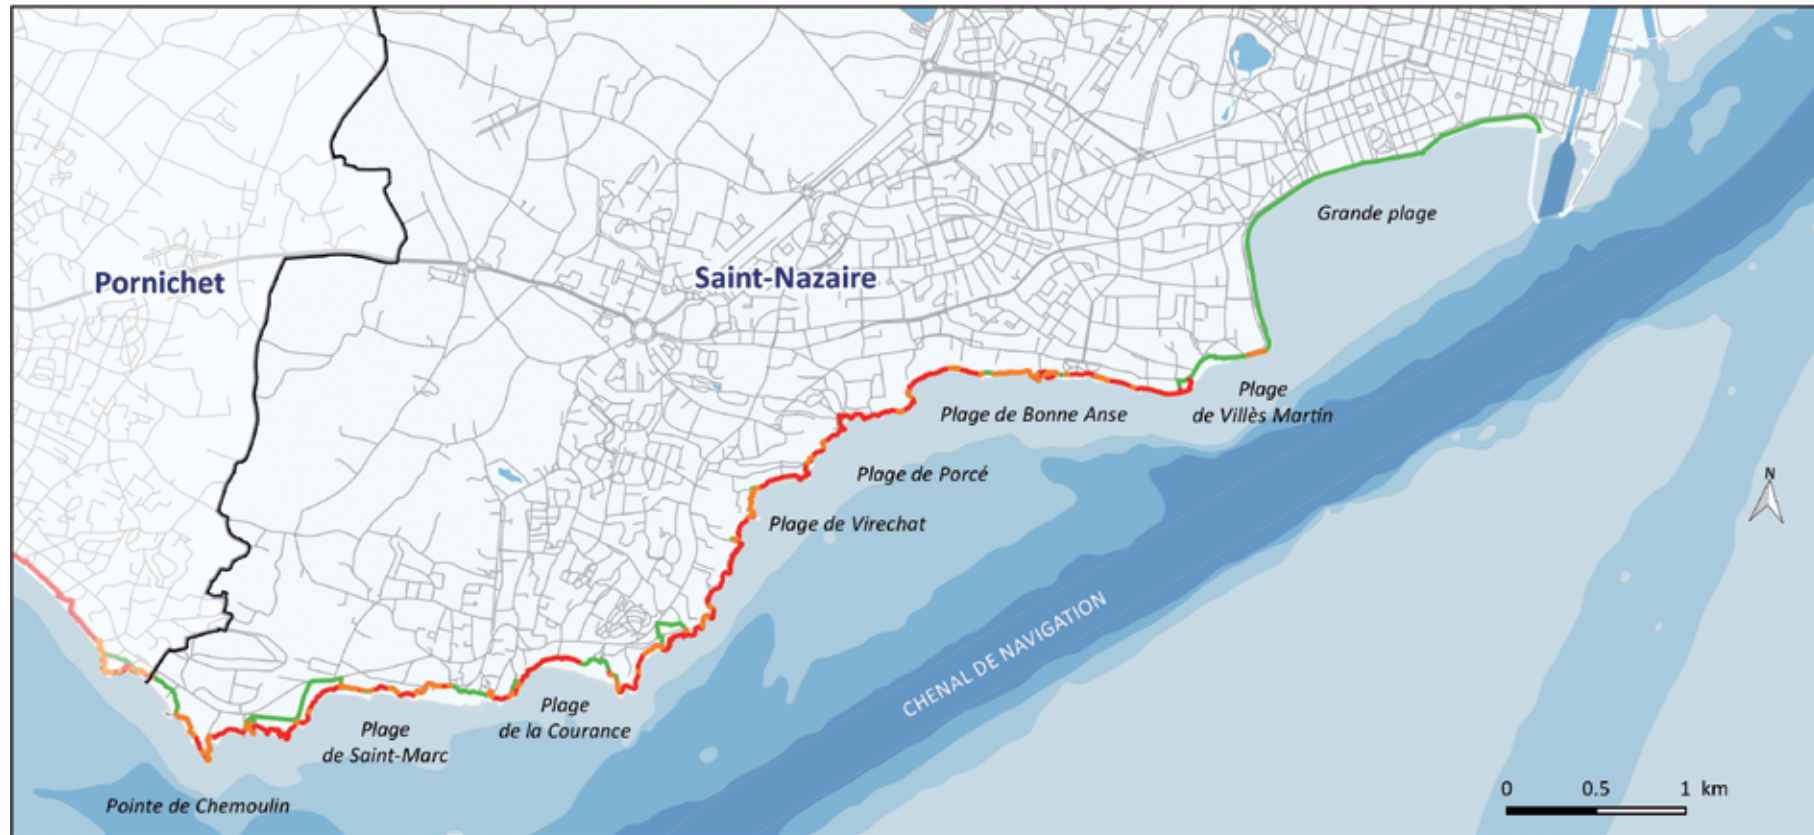 Grande plage
Pornichet
Saint-Nazaire
Plage
de Villès Martin
Plage de Bonne Anse
Plage de Porcé
N
Plage de Virechat
CHENAL DE NAVIGATION
Plage
de la Courance
Plage
de Saint-Marc
Pointe de Chemoulin
0 0.5 1 km